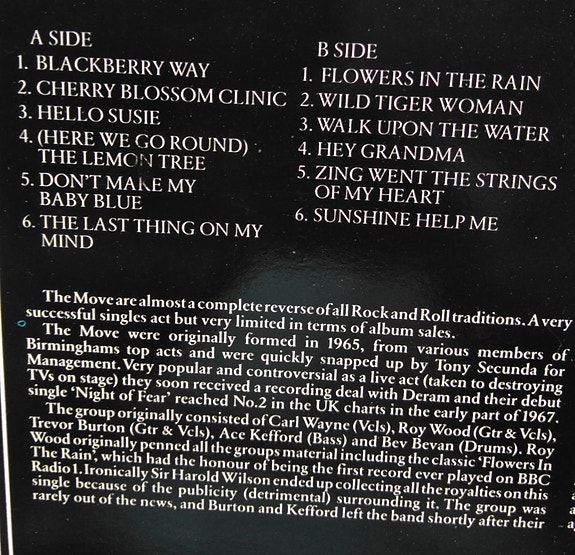 A SIDE
1. BLACKBERRY WAY
2. CHERRY BLOSSOM CLINIC
3. HELLO SUSIE
4. (HERE WE GO ROUND)
THE LEMON TREE
5. DON'T MAKE MY
BABY BLUE
6. THE LAST THING ON MY
MIND
B SIDE
1. FLOWERS IN THE RAIN
2. WILD TIGER WOMAN
3. WALK UPON THE WATER
4. HEY GRANDMA
5. ZING WENT THE STRINGS
OF MY HEART
6. SUNSHINE HELP ME
The Move are almost a complete reverse of all Rock and Roll traditions. A very
successful singles act but very limited in terms of album sales.
The Move were originally formed in 1965, from various members of
Birminghams top acts and were quickly snapped up by Tony Secunda for
Management. Very popular and controversial as a live act (taken to destroying
TVs on stage) they soon received a recording deal with Deram and their debut
single 'Night of Fear' reached No.2 in the UK charts in the early part of 1967.
The group originally consisted of Carl Wayne (Vcls), Roy Wood (Gtr & Vcls),
Trevor Burton (Gtr & Vcls), Ace Kefford (Bass) and Bev Bevan (Drums). Roy
Wood originally penned all the groups material including the classic 'Flowers In
The Rain', which had the honour of being the first record ever played on BBC
Radio 1. Ironically Sir Harold Wilson ended up collecting all the royalties on this
single because of the publicity (detrimental) surrounding it. The group was
rarely out of the news, and Burton and Kefford left the band shortly after their